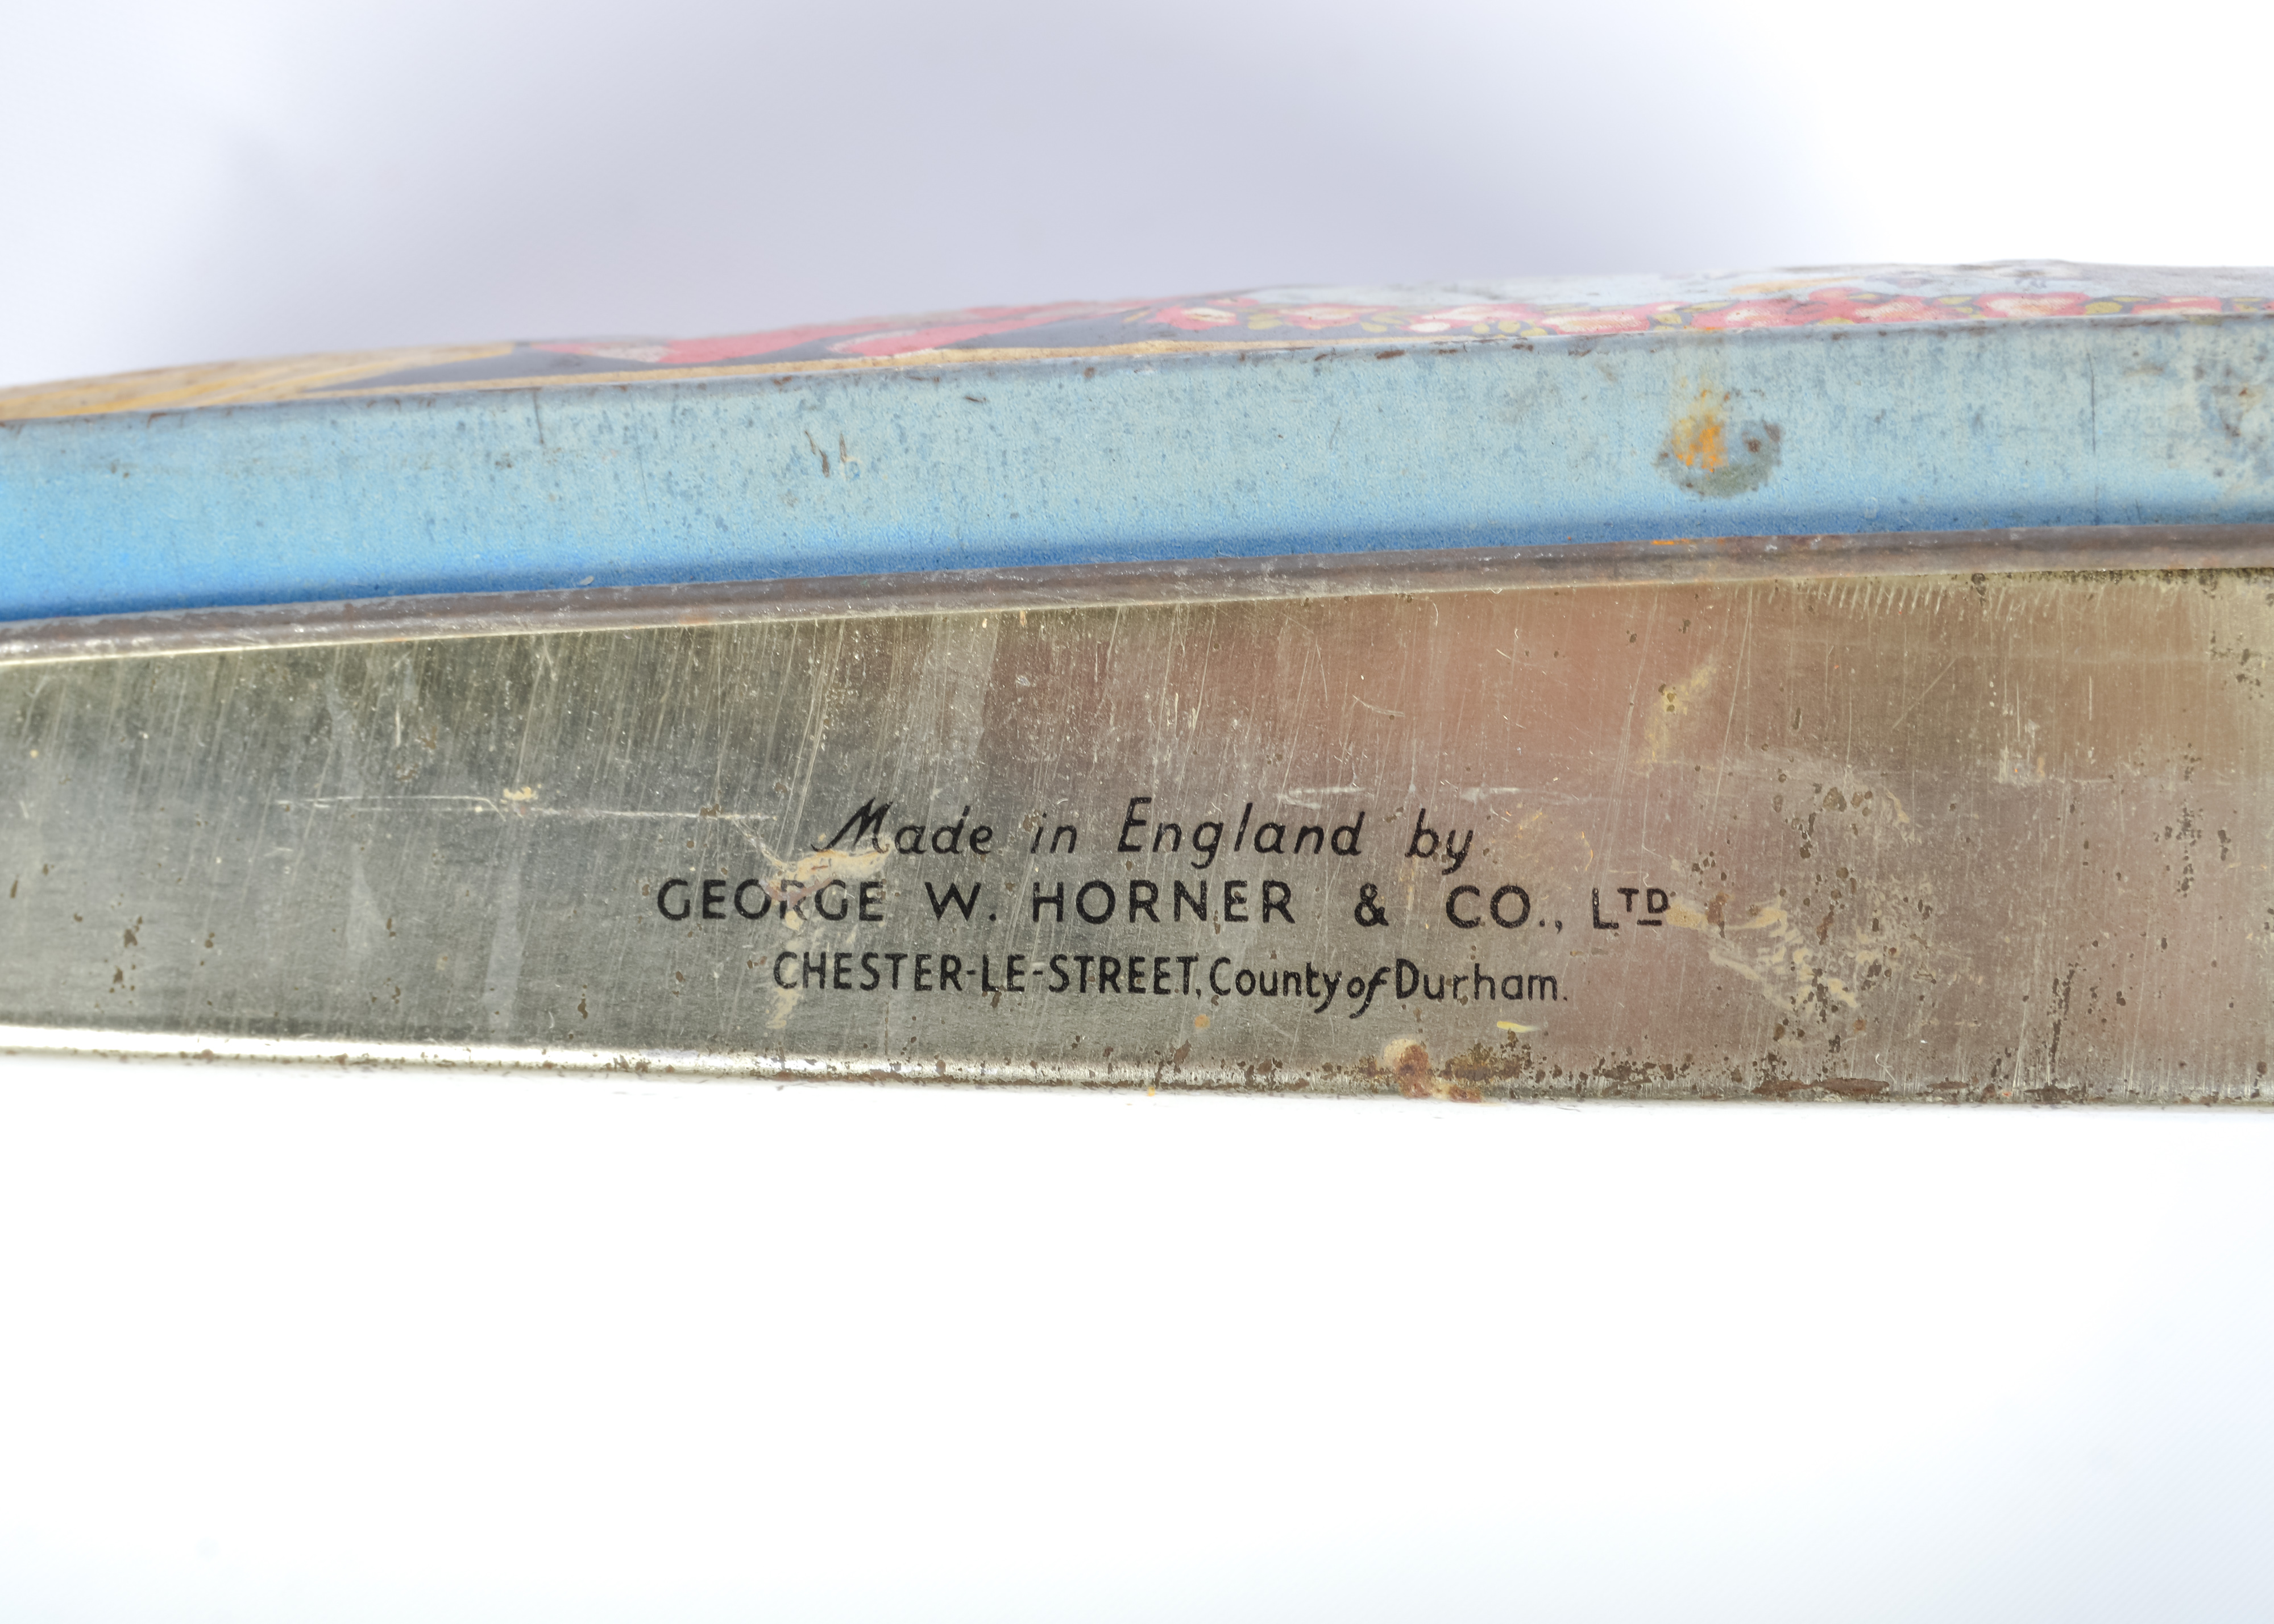 Made in England by
GEORGE W. HORNER & CO., LTD
CHESTER-LE-STREET, County of Durham.